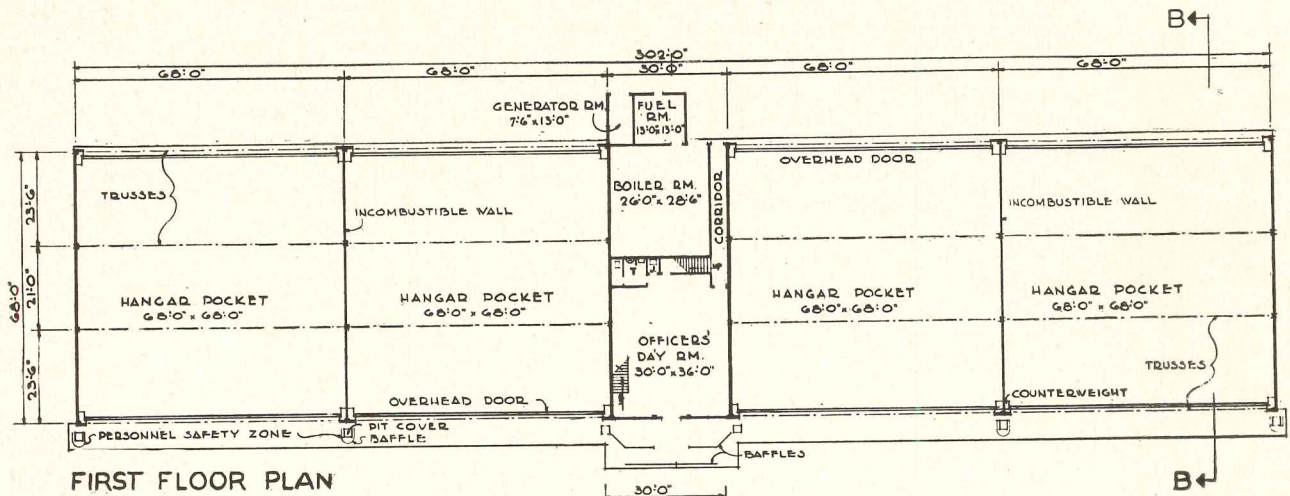 B
302'-0"
68'-0" 68'-0" 30'-0" 68'-0" 68'-0"
GENERATOR RM.
7'-6" x 13'-0"
FUEL
RM.
13'-0" x 13'-0"
OVERHEAD DOOR
TRUSSES
BOILER RM.
26'-0" x 28'-6"
CORRIDOR
INCOMBUSTIBLE WALL
INCOMBUSTIBLE WALL
23'-6"
21'-0"
23'-6"
68'-0"
HANGAR POCKET
68'-0" x 68'-0"
HANGAR POCKET
68'-0" x 68'-0"
HANGAR POCKET
68'-0" x 68'-0"
HANGAR POCKET
68'-0" x 68'-0"
OFFICERS'
DAY RM.
30'-0" x 36'-0"
TRUSSES
OVERHEAD DOOR
COUNTERWEIGHT
PERSONNEL SAFETY ZONE
PIT COVER
BAFFLE
BAFFLES
FIRST FLOOR PLAN
30'-0"
B